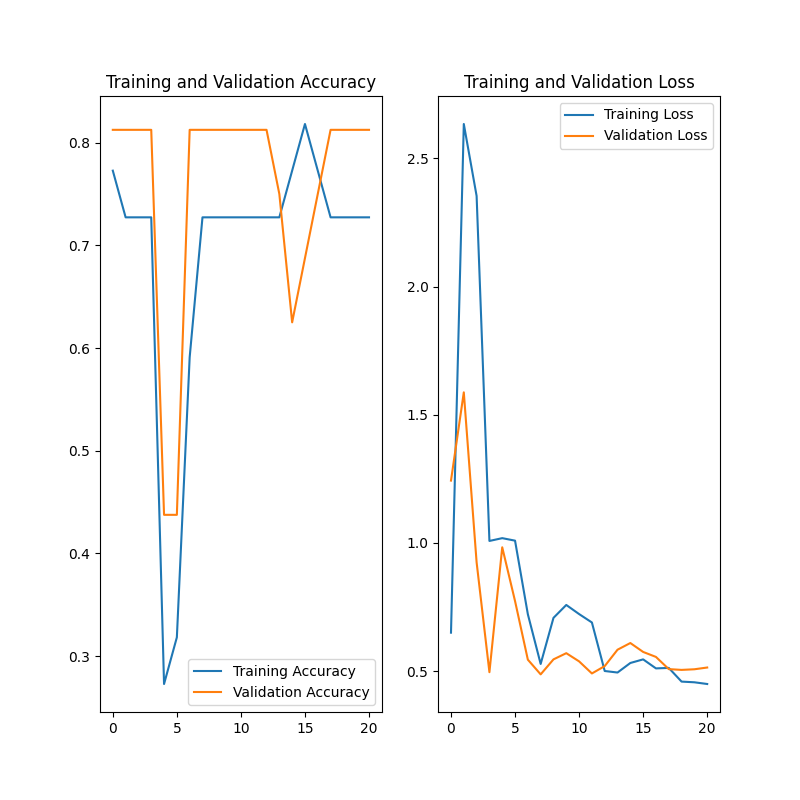 Training and Validation Accuracy
0.8
0.7
0.6
0.5
0.4
0.3
Training Accuracy
Validation Accuracy
0 5 10 15 20
Training and Validation Loss
Training Loss
Validation Loss
2.5
2.0
1.5
1.0
0.5
0 5 10 15 20